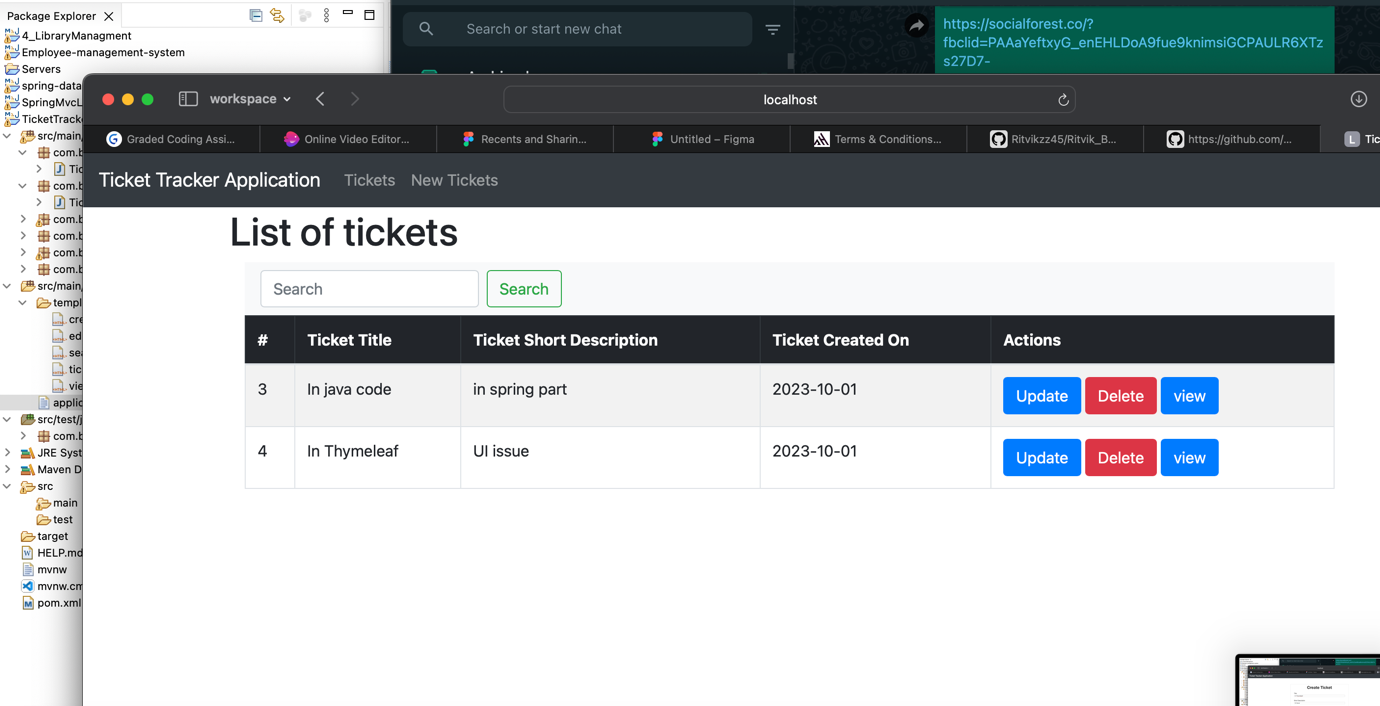 Package Explorer
4_LibraryManagment
Employee-management-system
Servers
spring-data
SpringMvcL
TicketTrack
src/main,
com.b
Tic
com.b
Tic
com.b
com.b
com.b
com.b
src/main,
templ
cre
ed
sea
tic
vie
applic
src/test/j
com.b
JRE Syst
Maven D
src
main
test
target
HELP.md
mvnw
mvnw.cm
pom.xml
Search or start new chat
https://socialforest.co/?
fbclid=PAAaYeftxyG_enEHLDoA9fue9knimsiGCPAULR6XTz
s27D7-
workspace
localhost
Graded Coding Assi...
Online Video Editor...
Recents and Sharin...
Untitled – Figma
Terms & Conditions...
Ritvikzz45/Ritvik_B...
https://github.com/...
L Tic
Ticket Tracker Application Tickets New Tickets
List of tickets
Search Search
# Ticket Title Ticket Short Description Ticket Created On Actions
3 In java code in spring part 2023-10-01 Update Delete view
4 In Thymeleaf UI issue 2023-10-01 Update Delete view
Create Ticket